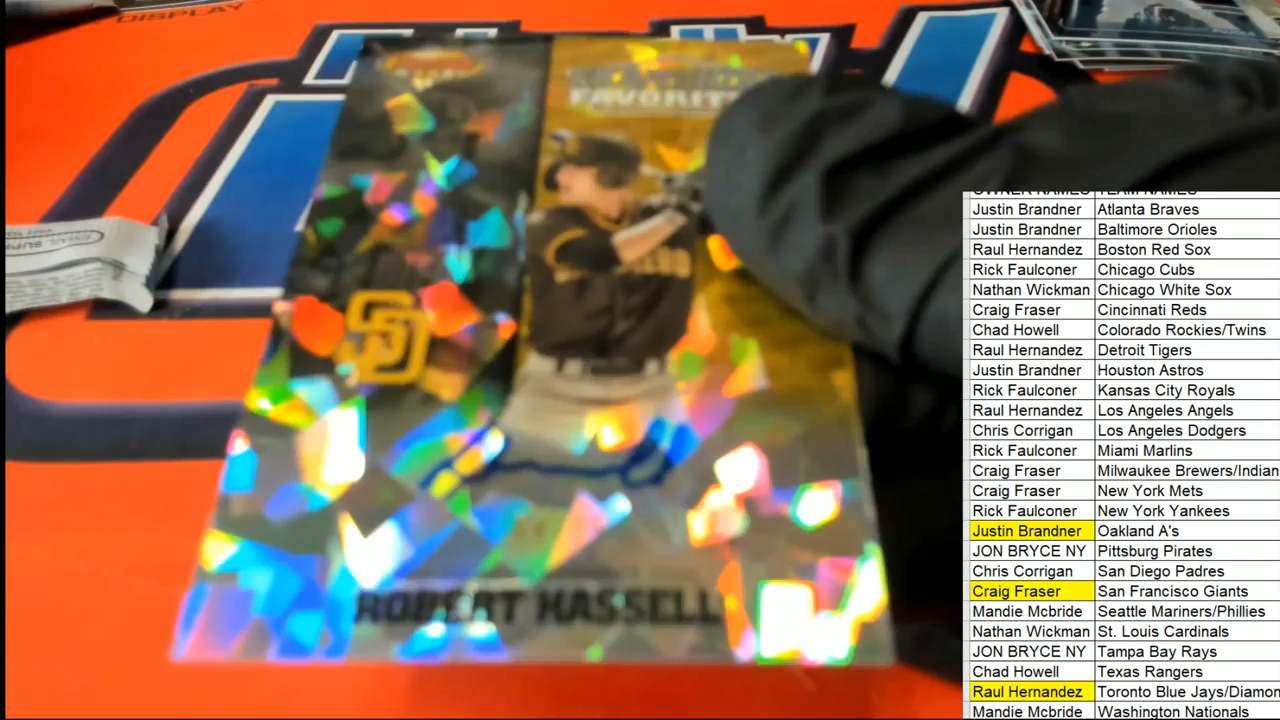 DISPLAY
FAVORIT
SD
ROBERT HASSELL
OWNER NAMES TEAM NAMES
Justin Brandner Atlanta Braves
Justin Brandner Baltimore Orioles
Raul Hernandez Boston Red Sox
Rick Faulconer Chicago Cubs
Nathan Wickman Chicago White Sox
Craig Fraser Cincinnati Reds
Chad Howell Colorado Rockies/Twins
Raul Hernandez Detroit Tigers
Justin Brandner Houston Astros
Rick Faulconer Kansas City Royals
Raul Hernandez Los Angeles Angels
Chris Corrigan Los Angeles Dodgers
Rick Faulconer Miami Marlins
Craig Fraser Milwaukee Brewers/Indian
Craig Fraser New York Mets
Rick Faulconer New York Yankees
Justin Brandner Oakland A's
JON BRYCE NY Pittsburg Pirates
Chris Corrigan San Diego Padres
Craig Fraser San Francisco Giants
Mandie Mcbride Seattle Mariners/Phillies
Nathan Wickman St. Louis Cardinals
JON BRYCE NY Tampa Bay Rays
Chad Howell Texas Rangers
Raul Hernandez Toronto Blue Jays/Diamon
Mandie Mcbride Washington Nationals